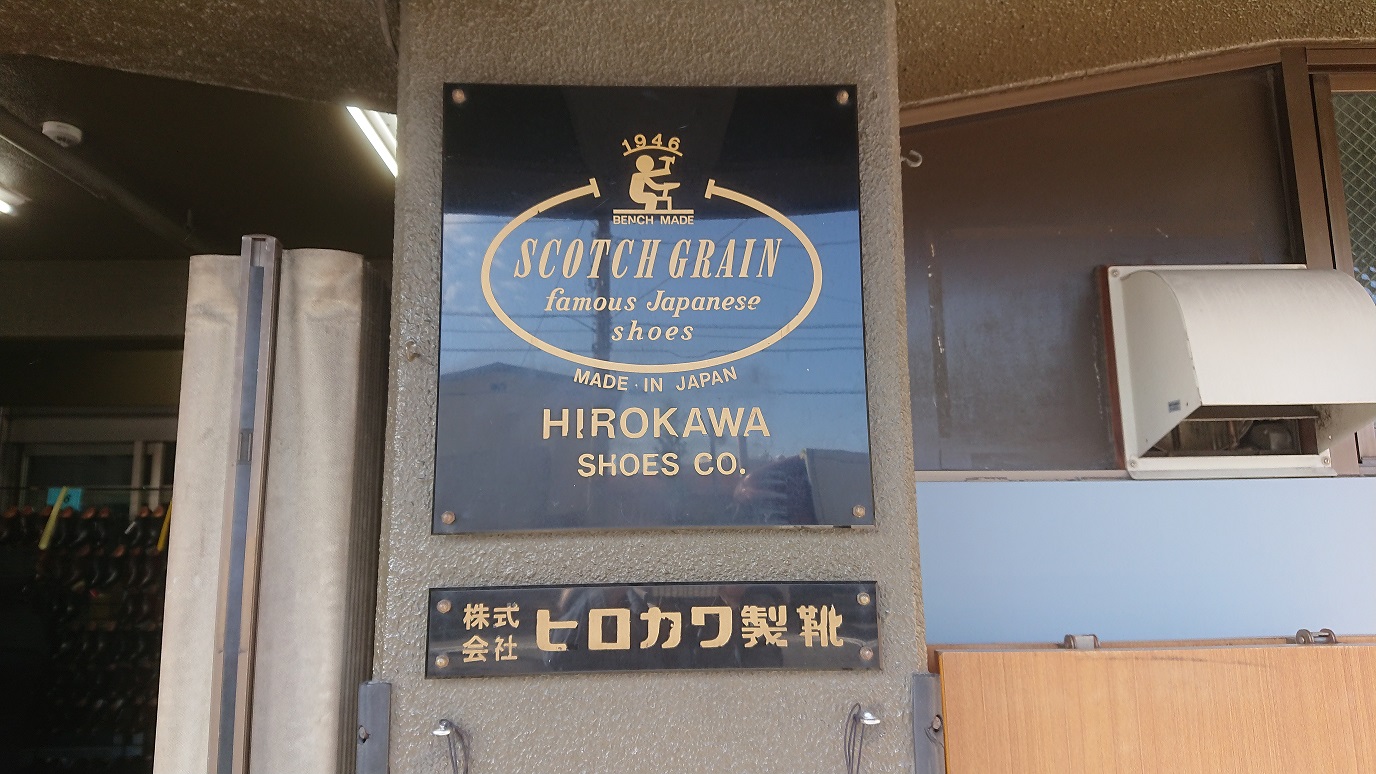 1946
BENCH MADE
SCOTCH GRAIN
famous Japanese
shoes
MADE·IN JAPAN
HIROKAWA
SHOES CO.
株式会社 ヒロカワ製靴